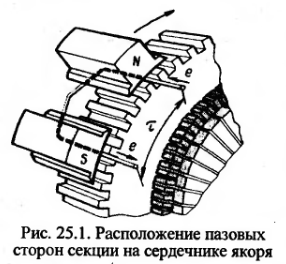 N
e
τ
S
e
Рис. 25.1. Расположение пазовых
сторон секции на сердечнике якоря